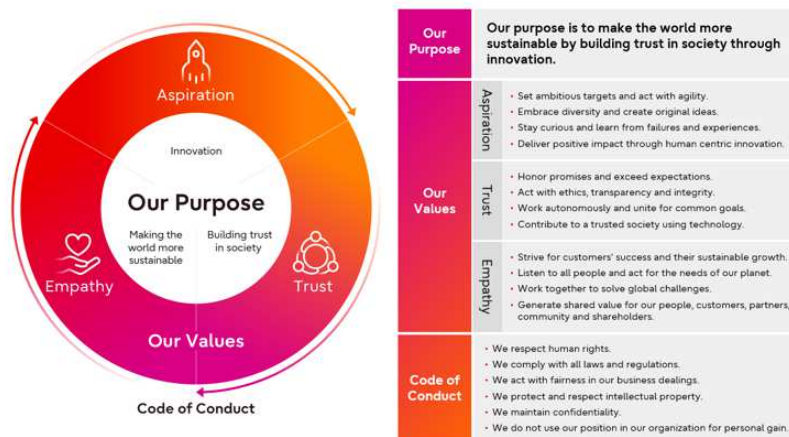 Aspiration
Innovation
Our Purpose
Making the
world more
sustainable
Building trust
in society
Empathy
Trust
Our Values
Code of Conduct
Our
Purpose
Our purpose is to make the world more
sustainable by building trust in society through
innovation.
Our
Values
Aspiration
• Set ambitious targets and act with agility.
• Embrace diversity and create original ideas.
• Stay curious and learn from failures and experiences.
• Deliver positive impact through human centric innovation.
Trust
• Honor promises and exceed expectations.
• Act with ethics, transparency and integrity.
• Work autonomously and unite for common goals.
• Contribute to a trusted society using technology.
Empathy
• Strive for customers' success and their sustainable growth.
• Listen to all people and act for the needs of our planet.
• Work together to solve global challenges.
• Generate shared value for our people, customers, partners,
community and shareholders.
Code of
Conduct
• We respect human rights.
• We comply with all laws and regulations.
• We act with fairness in our business dealings.
• We protect and respect intellectual property.
• We maintain confidentiality.
• We do not use our position in our organization for personal gain.